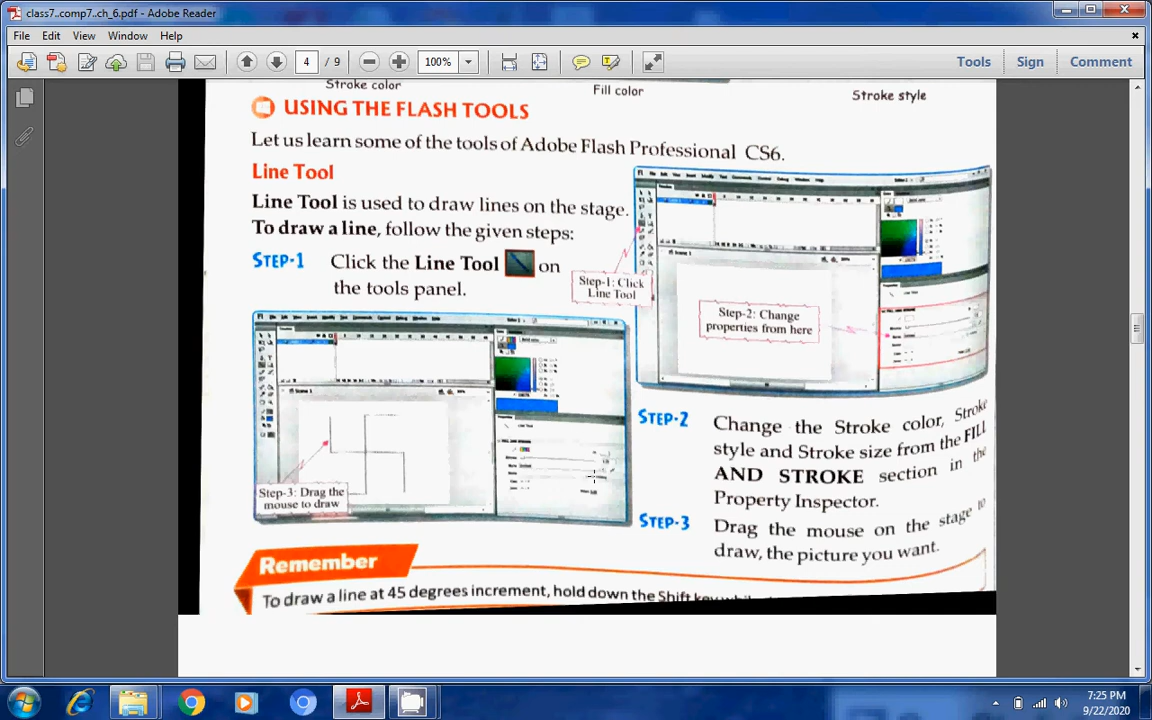 class7..comp7..ch_6.pdf - Adobe Reader
File Edit View Window Help
4 / 9 100% Tools Sign Comment
Stroke color
Fill color
Stroke style
USING THE FLASH TOOLS
Let us learn some of the tools of Adobe Flash Professional CS6.
Line Tool
Line Tool is used to draw lines on the stage.
To draw a line, follow the given steps:
STEP-1 Click the Line Tool on
the tools panel.
Step-1: Click
Line Tool
Step-2: Change
properties from here
Step-3: Drag the
mouse to draw
STEP-2 Change the Stroke color, Stroke
style and Stroke size from the FILL
AND STROKE section in the
Property Inspector.
STEP-3 Drag the mouse on the stage to
draw, the picture you want.
Remember
To draw a line at 45 degrees increment, hold down the Shift key
7:25 PM
9/22/2020